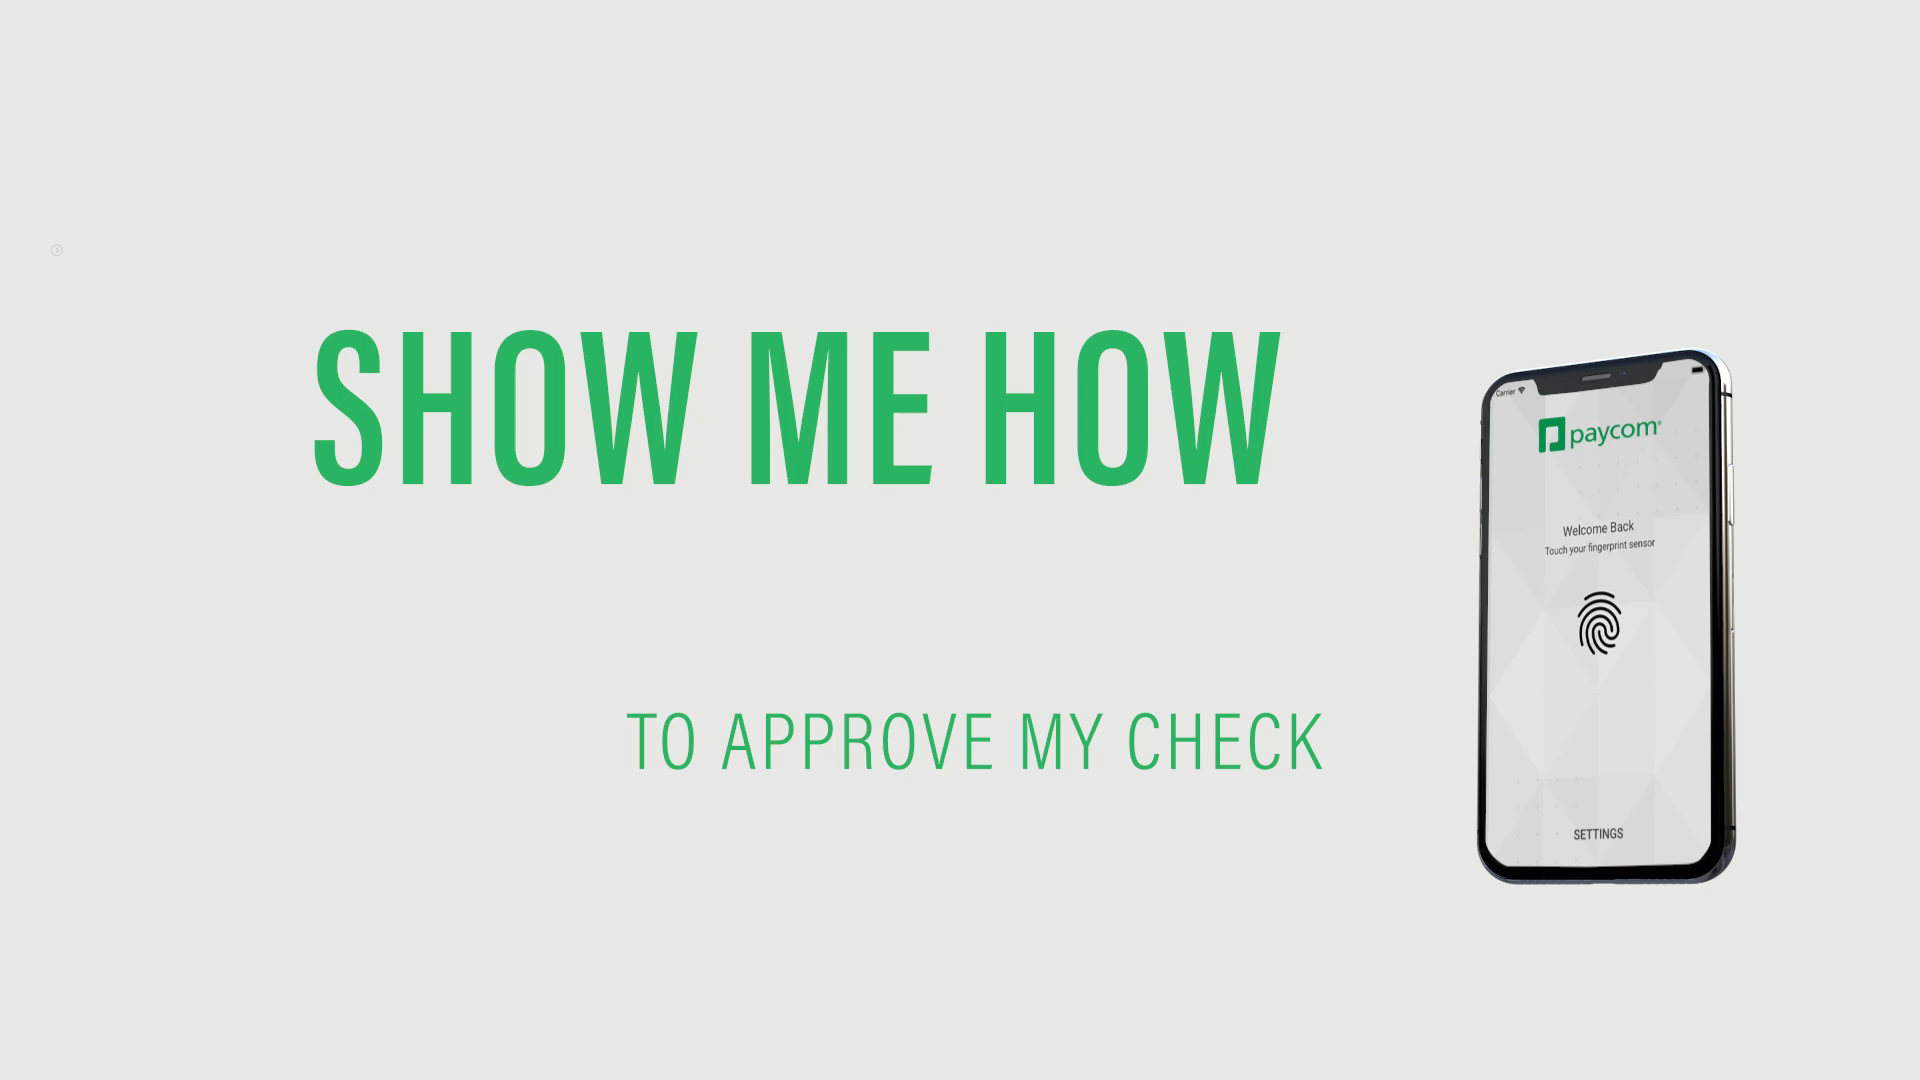 SHOW ME HOW
TO APPROVE MY CHECK
Carrier
paycom®
Welcome Back
Touch your fingerprint sensor
SETTINGS